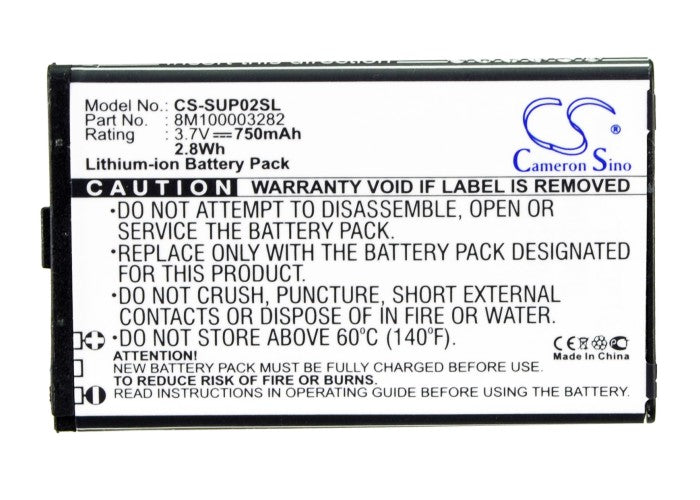 Insert this direction
Model No.: CS-SUP02SL
Part No.: 8M100003282
Rating: 3.7V⎓750mAh
2.8Wh
Lithium-ion Battery Pack
CS
Cameron Sino
CAUTION WARRANTY VOID IF LABEL IS REMOVED
•DO NOT ATTEMPT TO DISASSEMBLE, OPEN OR
SERVICE THE BATTERY PACK.
•REPLACE ONLY WITH THE BATTERY PACK DESIGNATED
FOR THIS PRODUCT.
•DO NOT CRUSH, PUNCTURE, SHORT EXTERNAL
CONTACTS OR DISPOSE OF IN FIRE OR WATER.
•DO NOT STORE ABOVE 60°C (140°F).
CE
Made In China
ATTENTION!
NEW BATTERY PACK MUST BE FULLY CHARGED BEFORE USE.
TO REDUCE RISK OF FIRE OR BURNS.
READ INSTRUCTIONS IN OPERATING GUIDE BEFORE USING BATTERY.
+
-